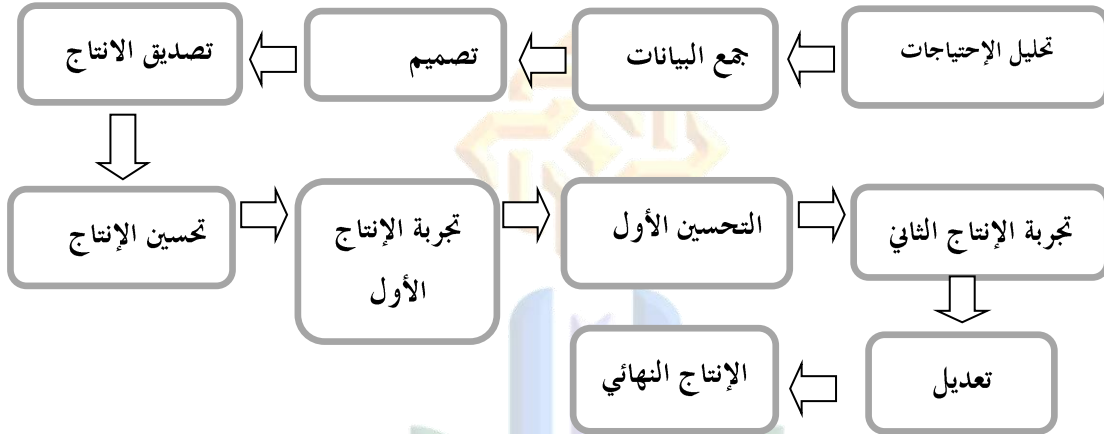 تحليل الإحتياجات
جمع البيانات
تصميم
تصديق الانتاج
تحسين الإنتاج
تجربة الإنتاج
الأول
التحسين الأول
تجربة الإنتاج الثاني
تعديل
الإنتاج النهائي